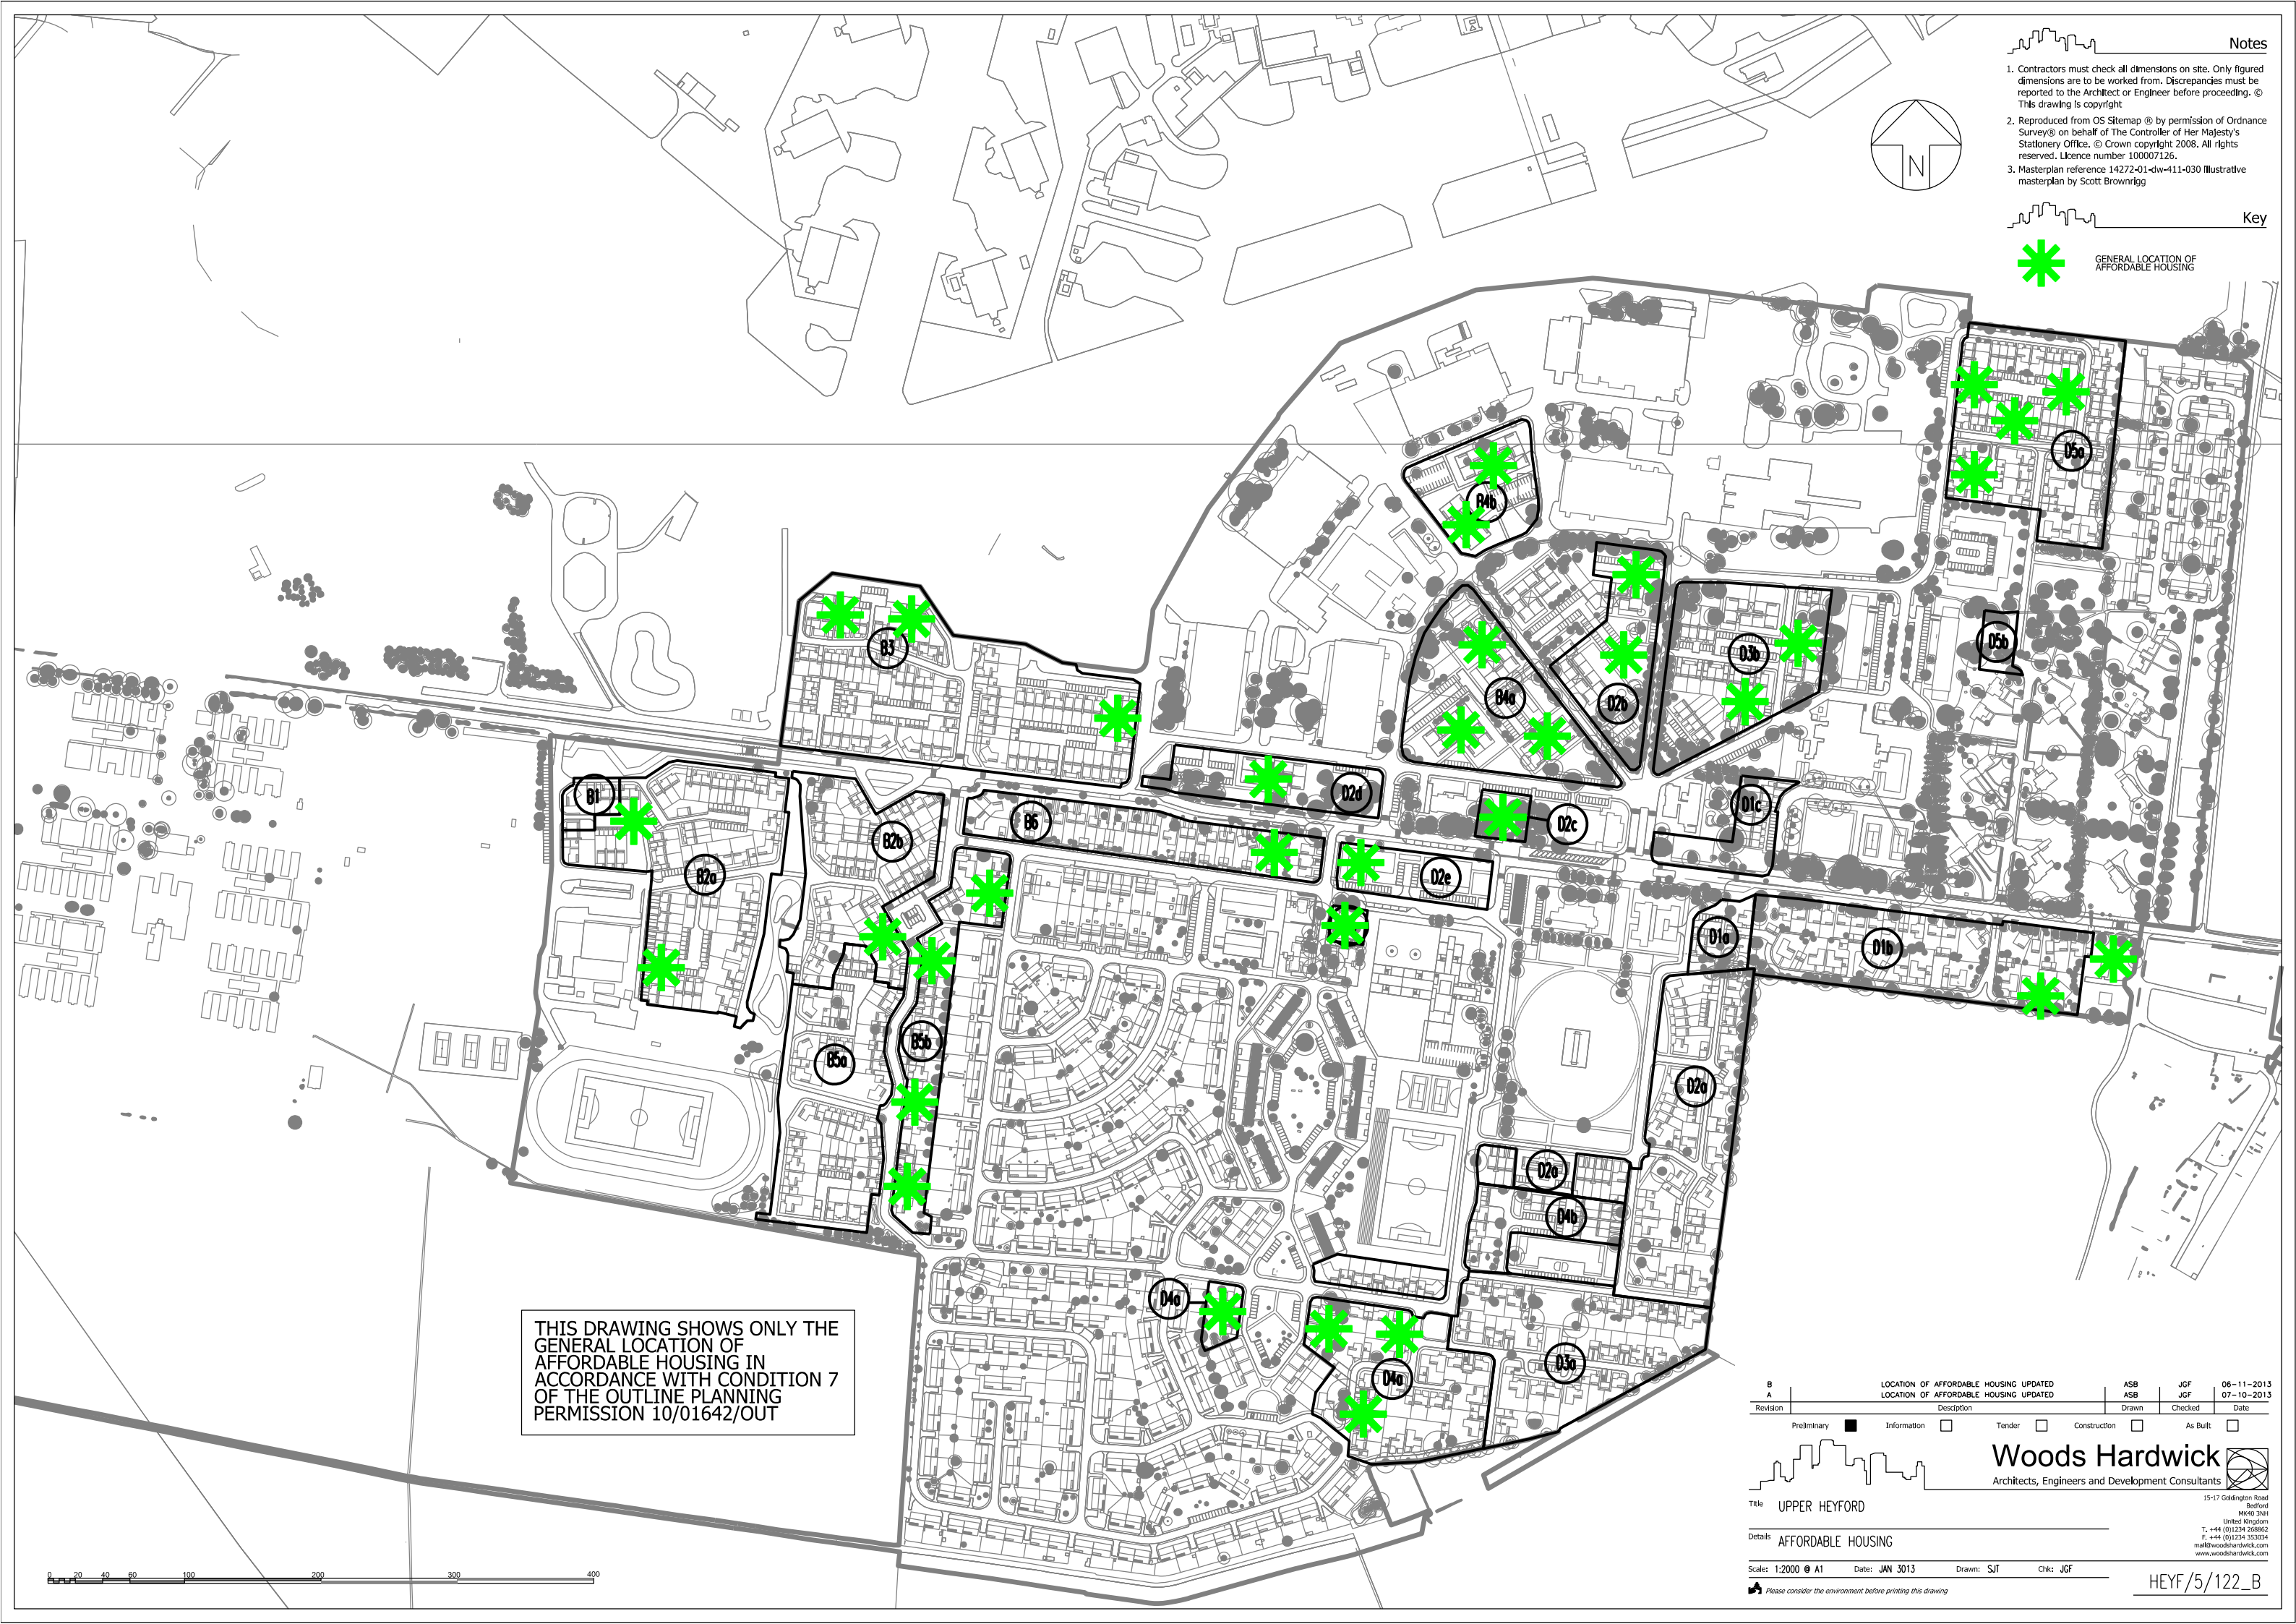 Notes
1. Contractors must check all dimensions on site. Only figured
dimensions are to be worked from. Discrepancies must be
reported to the Architect or Engineer before proceeding. ©
This drawing is copyright
2. Reproduced from OS Sitemap ® by permission of Ordnance
Survey® on behalf of The Controller of Her Majesty's
Stationery Office. © Crown copyright 2008. All rights
reserved. Licence number 100007126.
3. Masterplan reference 14272-01-dw-411-030 illustrative
masterplan by Scott Brownrigg
N
Key
GENERAL LOCATION OF
AFFORDABLE HOUSING
D5a
B4b
D5b
B3
D3b
B4a
D2b
B1
D2d
D1c
B6
D2c
B2b
B2a
D2e
D1a
D1b
B5b
B5a
D2a
D2a
D4b
D4a
D3a
D4a
THIS DRAWING SHOWS ONLY THE
GENERAL LOCATION OF
AFFORDABLE HOUSING IN
ACCORDANCE WITH CONDITION 7
OF THE OUTLINE PLANNING
PERMISSION 10/01642/OUT
B LOCATION OF AFFORDABLE HOUSING UPDATED ASB JGF 06-11-2013
A LOCATION OF AFFORDABLE HOUSING UPDATED ASB JGF 07-10-2013
Revision Desciption Drawn Checked Date
Preliminary Information Tender Construction As Built
Woods Hardwick
Architects, Engineers and Development Consultants
15-17 Goldington Road
Bedford
MK40 3NH
United Kingdom
T. +44 (0)1234 268862
F. +44 (0)1234 353034
mail@woodshardwick.com
www.woodshardwick.com
Title UPPER HEYFORD
Details AFFORDABLE HOUSING
Scale: 1:2000 @ A1 Date: JAN 3013 Drawn: SJT Chk: JGF
Please consider the environment before printing this drawing
HEYF/5/122_B
0 20 40 60 100 200 300 400